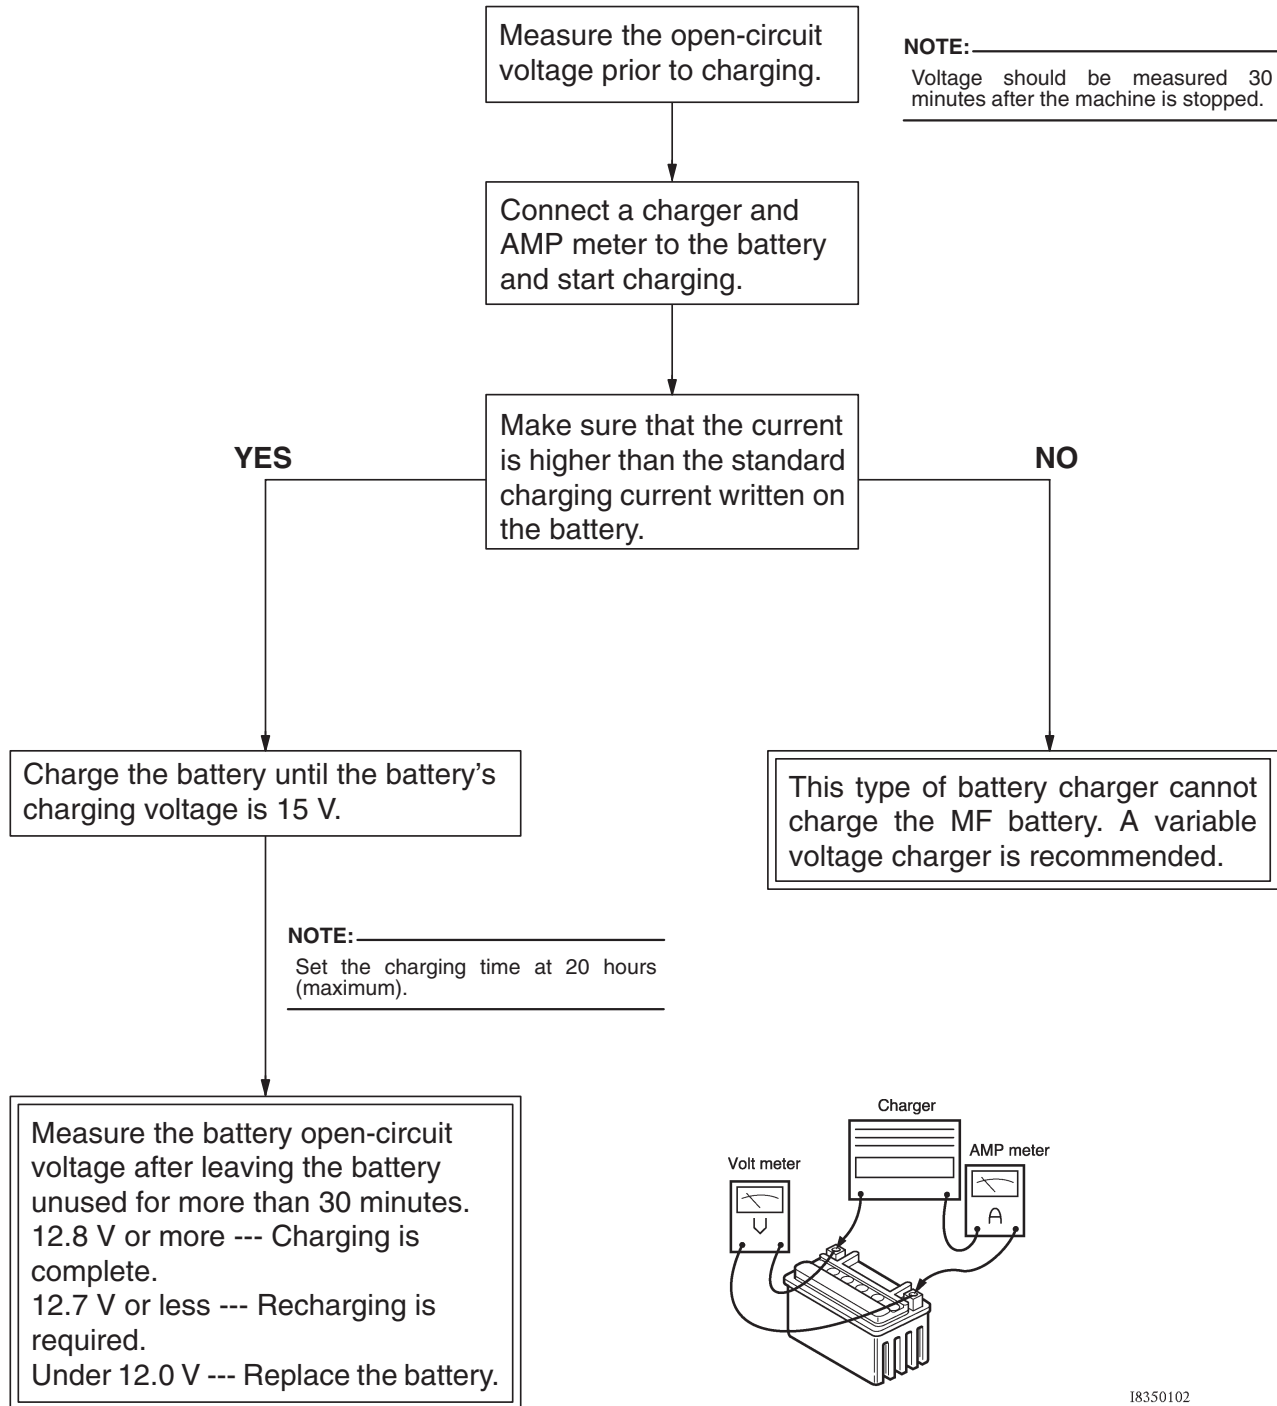 Measure the open-circuit
voltage prior to charging.
NOTE:
Voltage should be measured 30
minutes after the machine is stopped.
Connect a charger and
AMP meter to the battery
and start charging.
Make sure that the current
is higher than the standard
charging current written on
the battery.
YES
NO
Charge the battery until the battery’s
charging voltage is 15 V.
This type of battery charger cannot
charge the MF battery. A variable
voltage charger is recommended.
NOTE:
Set the charging time at 20 hours
(maximum).
Measure the battery open-circuit
voltage after leaving the battery
unused for more than 30 minutes.
12.8 V or more --- Charging is
complete.
12.7 V or less --- Recharging is
required.
Under 12.0 V --- Replace the battery.
Charger
Volt meter
AMP meter
V
A
I8350102